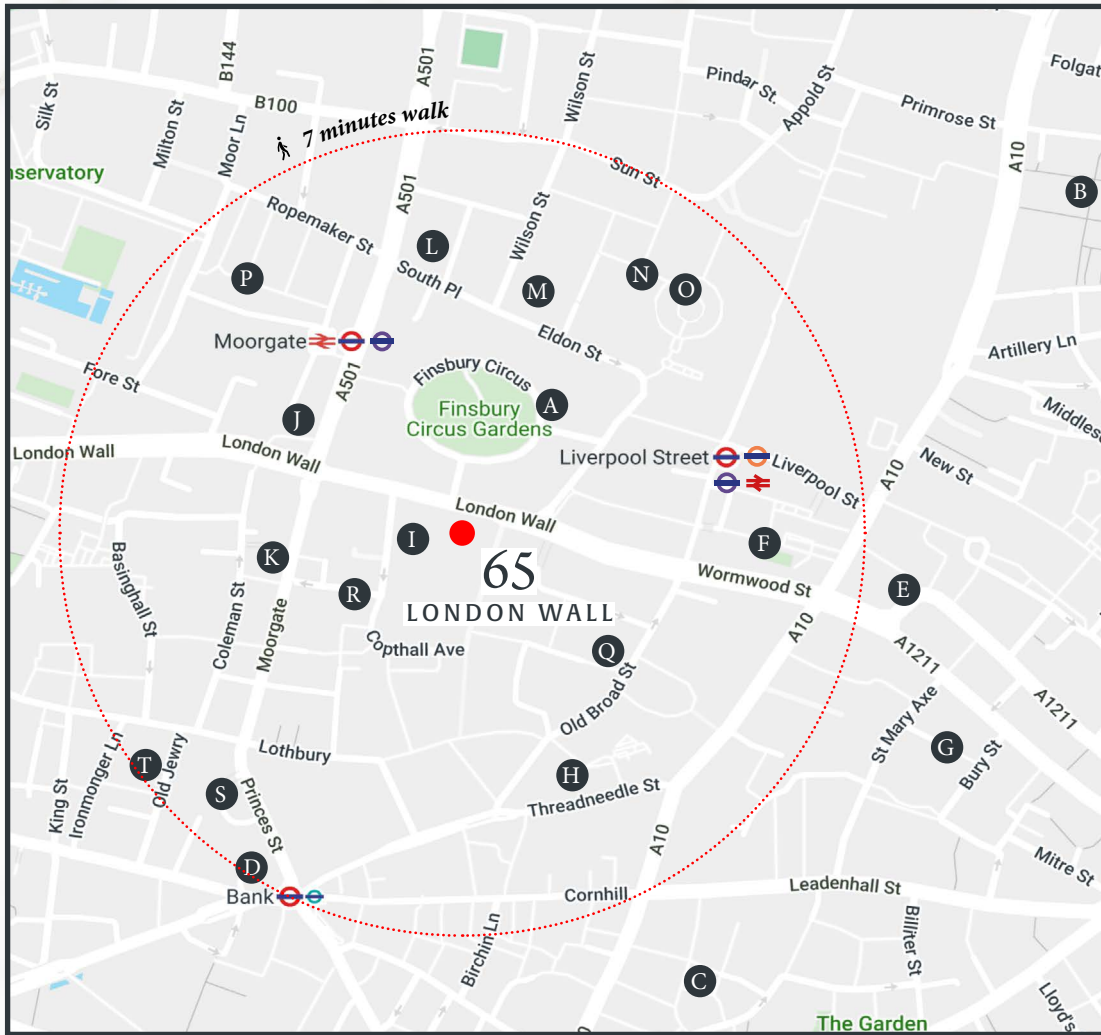 A501
B144
Silk St
Milton St
Moor Ln
B100
7 minutes walk
Wilson St
Pindar St.
Appold St
Primrose St
Folgat
A10
nservatory
A501
Sun St
B
Ropemaker St
Wilson St
L
P
South Pl
M
N
O
Moorgate
Eldon St
Artillery Ln
Fore St
A501
Finsbury Circus
A
Finsbury
Circus Gardens
J
Middles
London Wall
London Wall
Liverpool Street
Liverpool St
New St
A10
London Wall
I
F
65
LONDON WALL
Basinghall St
K
R
Wormwood St
E
Coleman St
Moorgate
Copthall Ave
A10
Q
A1211
A1211
Old Broad St
St Mary Axe
G
Bury St
Lothbury
King St
Ironmonger Ln
T
Old Jewry
S
Princes St
H
Threadneedle St
A10
Mitre St
D
Bank
Cornhill
Leadenhall St
Birchin Ln
Billiter St
C
Lloyd's
The Garden
A10